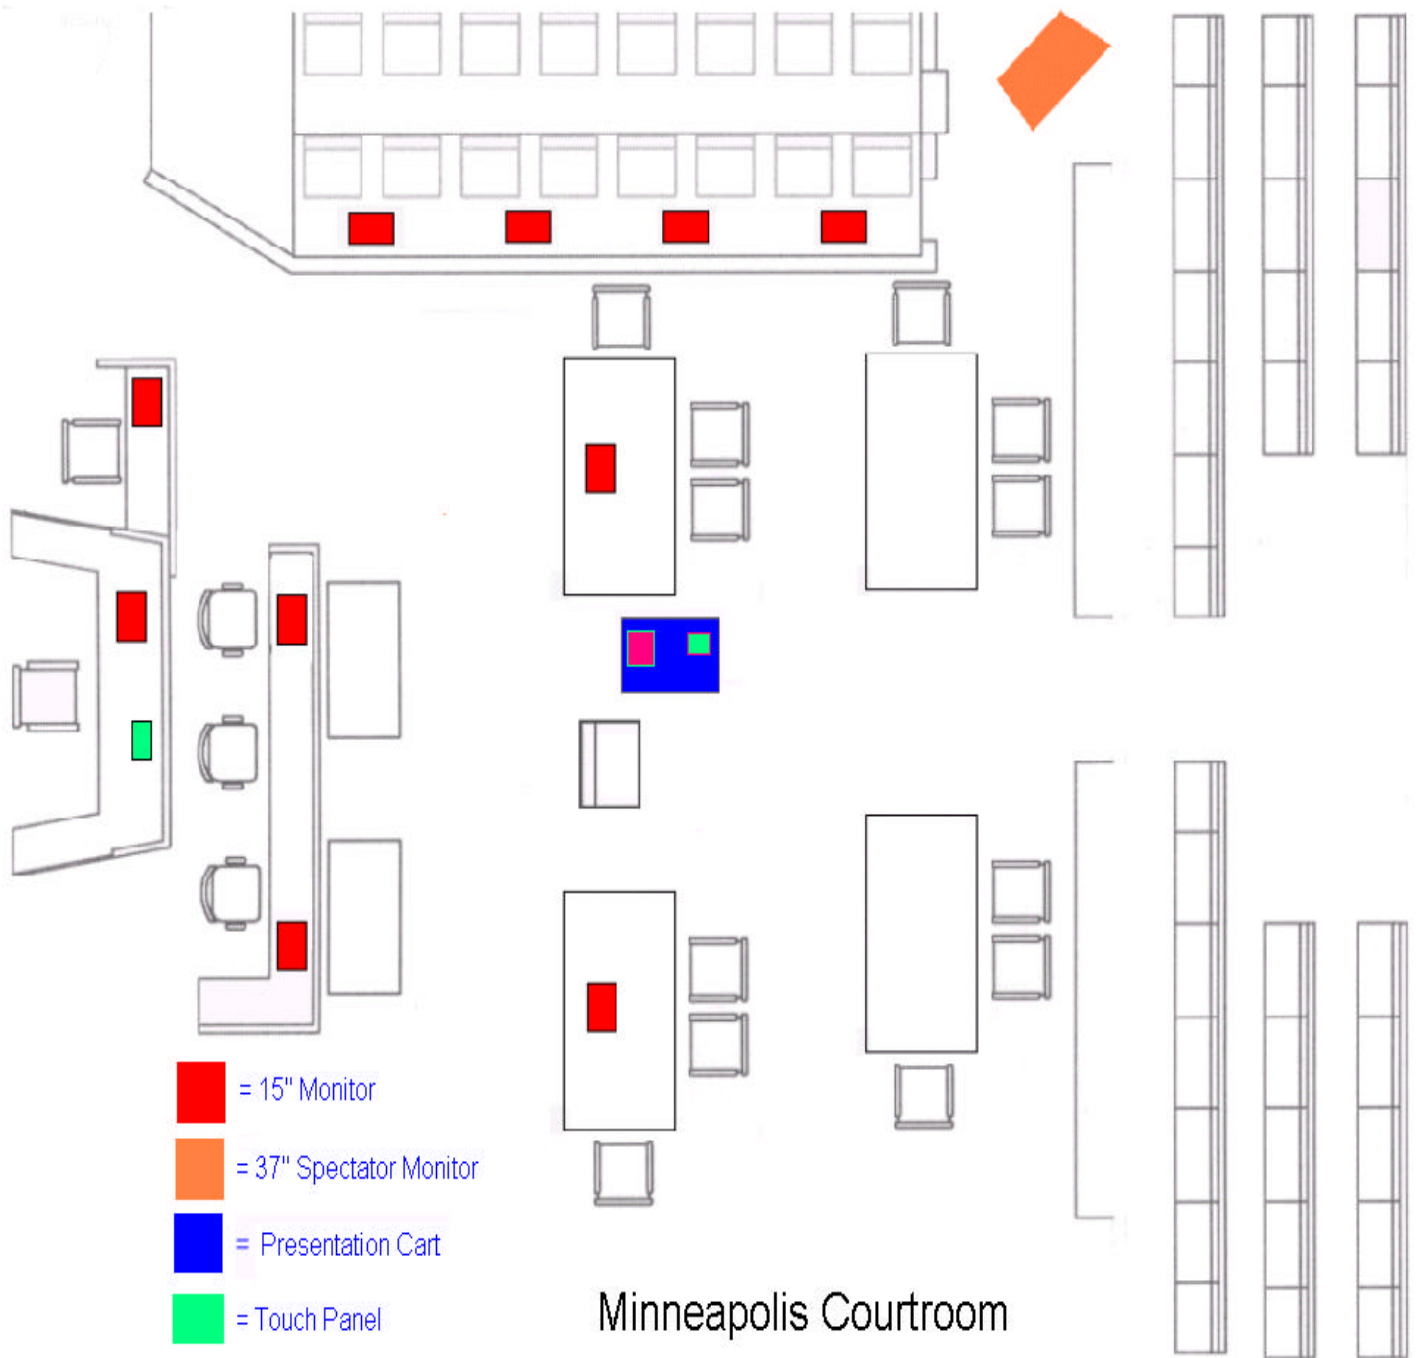 = 15" Monitor
= 37" Spectator Monitor
= Presentation Cart
= Touch Panel
Minneapolis Courtroom